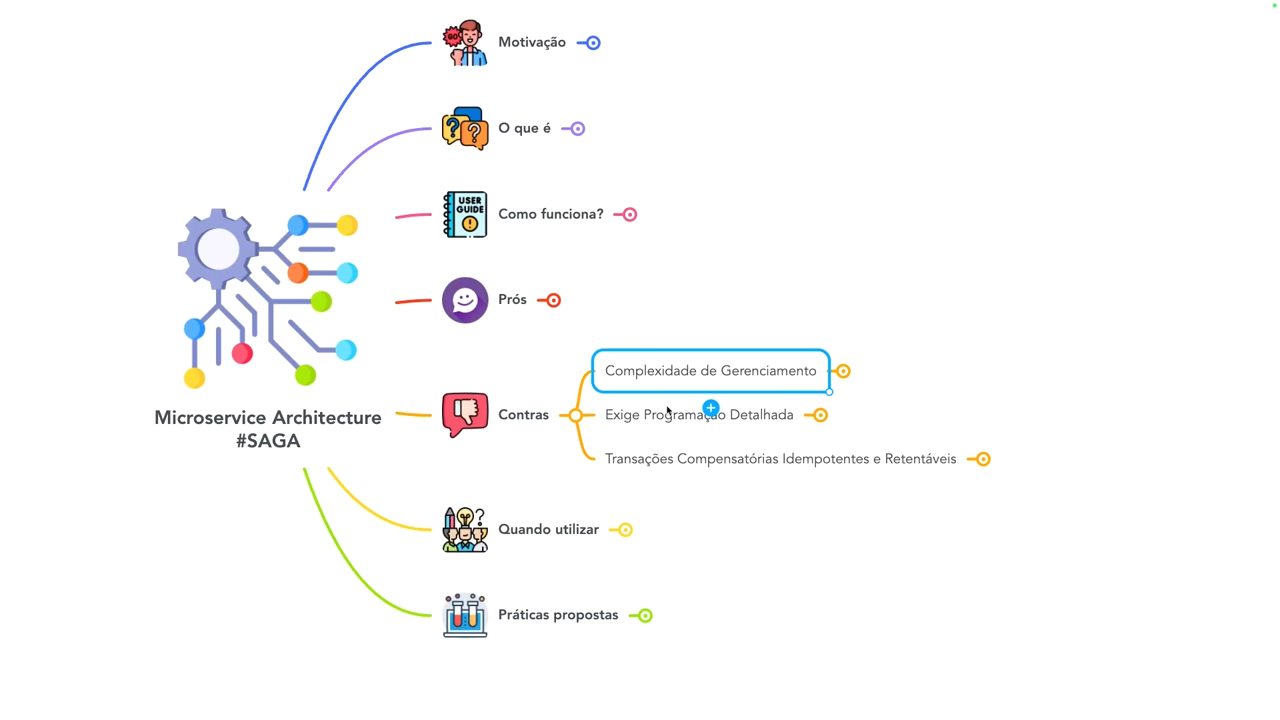 Motivação
O que é
USER
GUIDE
Como funciona?
Prós
Complexidade de Gerenciamento
Contras
Exige Programação Detalhada
Transações Compensatórias Idempotentes e Retentáveis
Microservice Architecture
#SAGA
Quando utilizar
Práticas propostas
GO